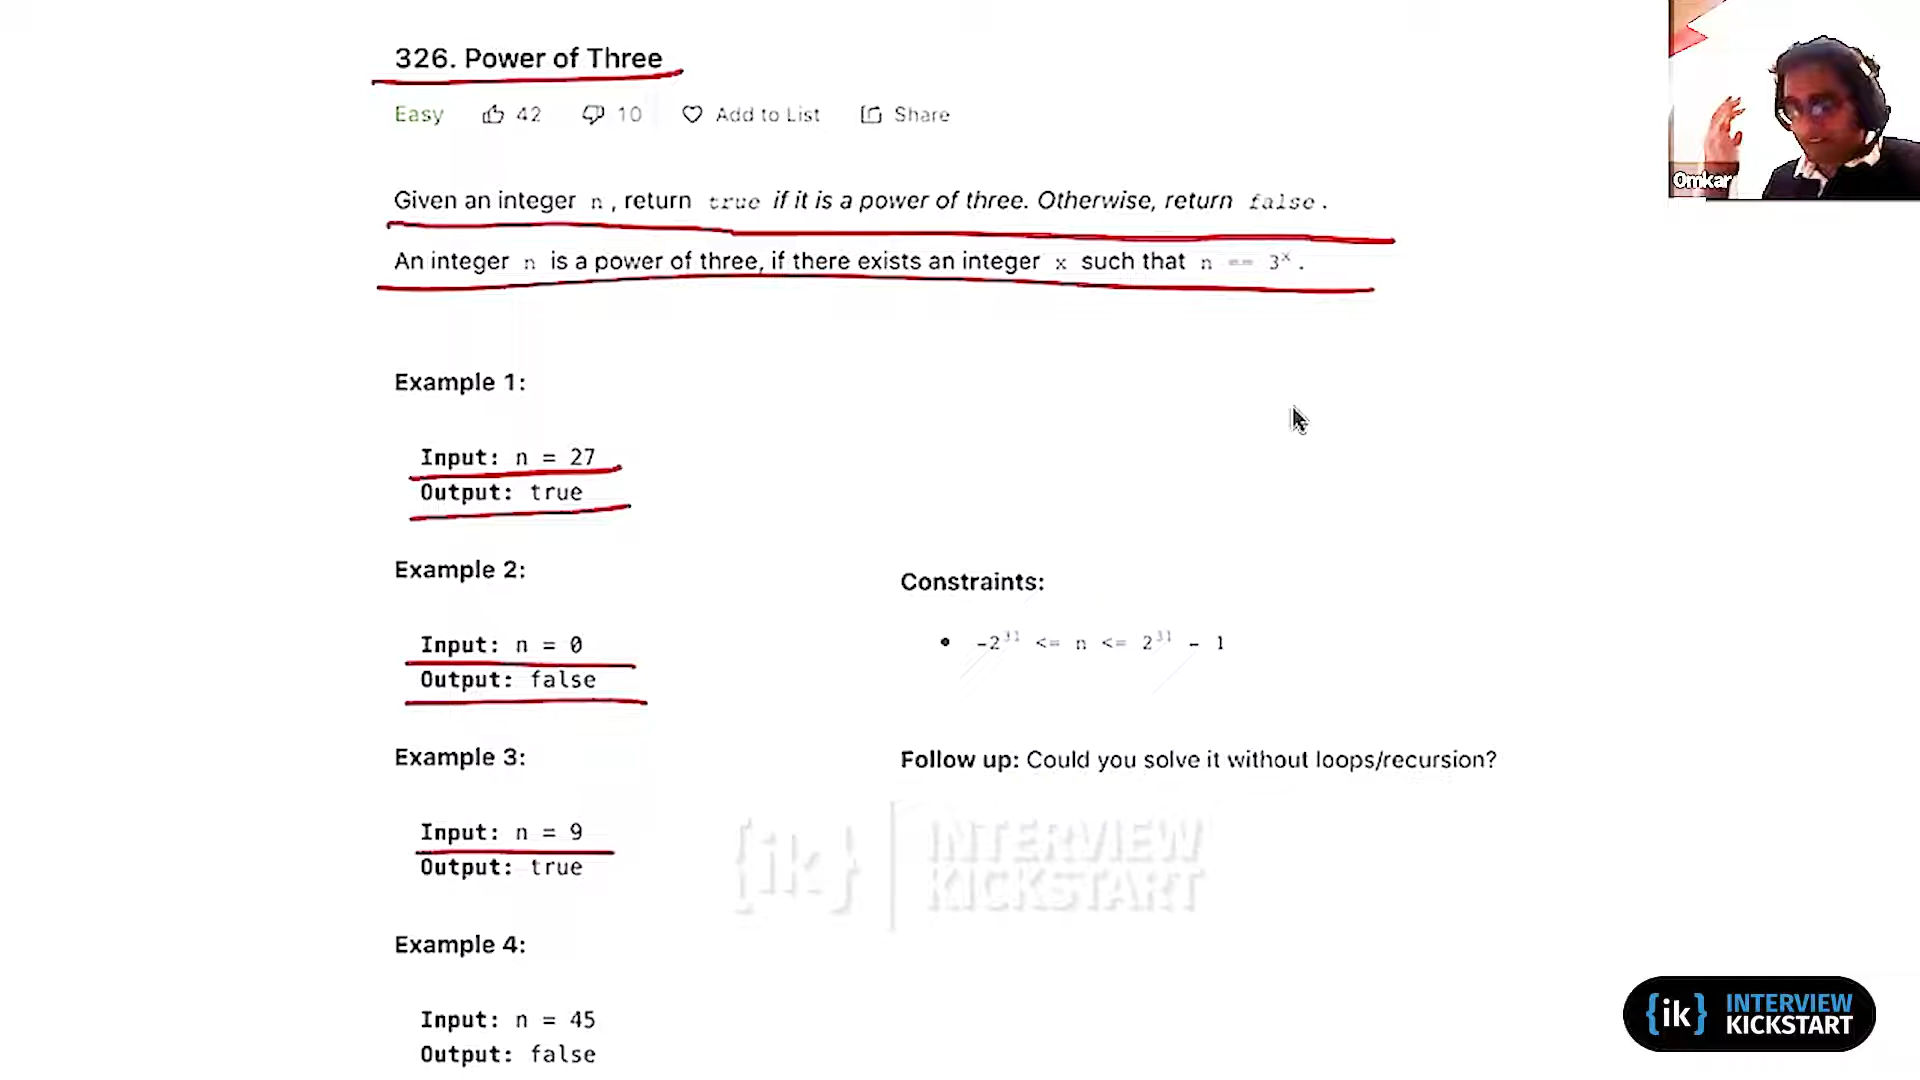 326. Power of Three
Easy 42 10 Add to List Share
Given an integer n, return true if it is a power of three. Otherwise, return false.
An integer n is a power of three, if there exists an integer x such that n == 3ˣ.
Example 1:
Input: n = 27
Output: true
Example 2:
Input: n = 0
Output: false
Example 3:
Input: n = 9
Output: true
Example 4:
Input: n = 45
Output: false
Constraints:
• -2³¹ <= n <= 2³¹ - 1
Follow up: Could you solve it without loops/recursion?
{ik} INTERVIEW
KICKSTART
Omkar
{ik} INTERVIEW
KICKSTART